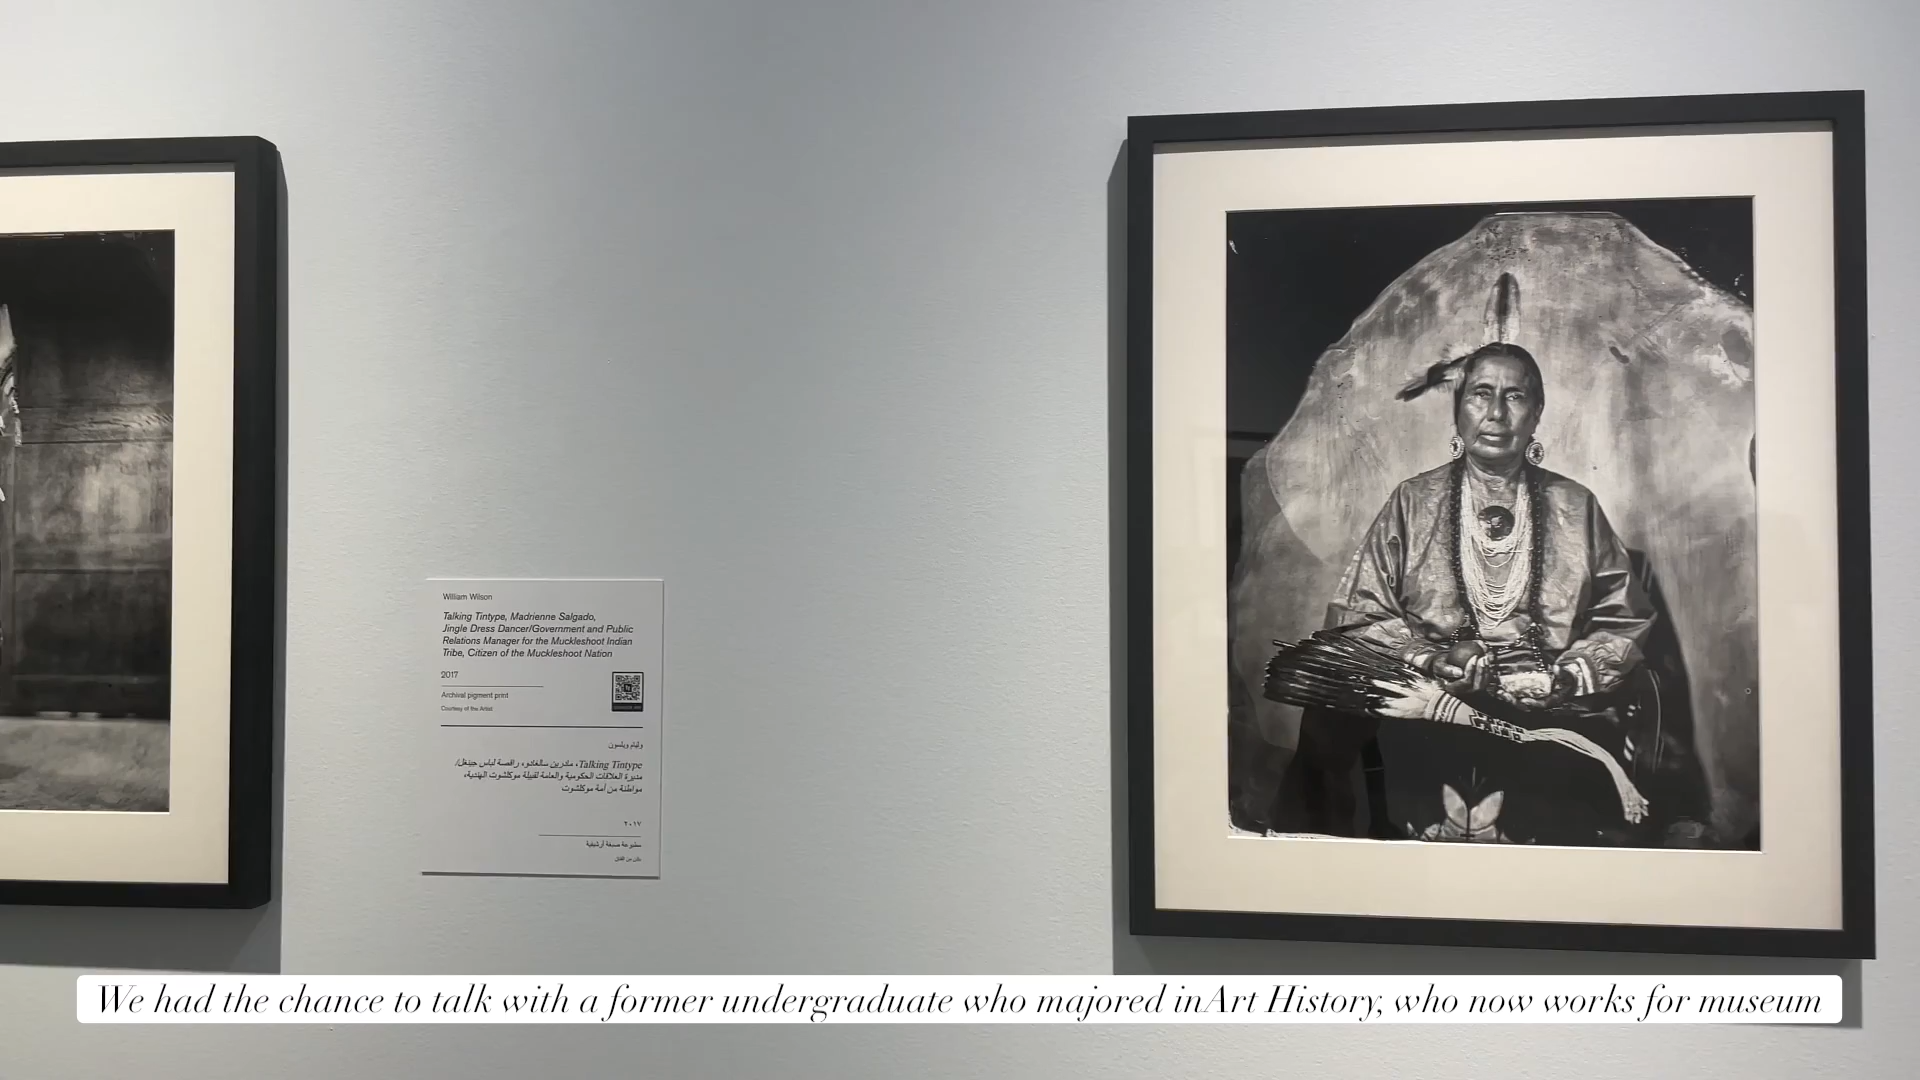 William Wilson
Talking Tintype, Madrienne Salgado,
Jingle Dress Dancer/Government and Public
Relations Manager for the Muckleshoot Indian
Tribe, Citizen of the Muckleshoot Nation
2017
Archival pigment print
Courtesy of the Artist
وليام ويلسون
Talking Tintype، مادرين سالغادو، راقصة لباس جينغل/
مديرة العلاقات الحكومية والعامة لقبيلة موكلشوت الهندية،
مواطنة من أمة موكلشوت
٢٠١٧
مطبوعة صبغة أرشيفية
We had the chance to talk with a former undergraduate who majored inArt History, who now works for museum